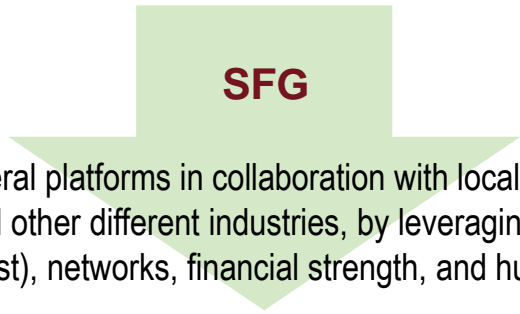 SFG
eral platforms in collaboration with local
l other different industries, by leveragin
st), networks, financial strength, and hu